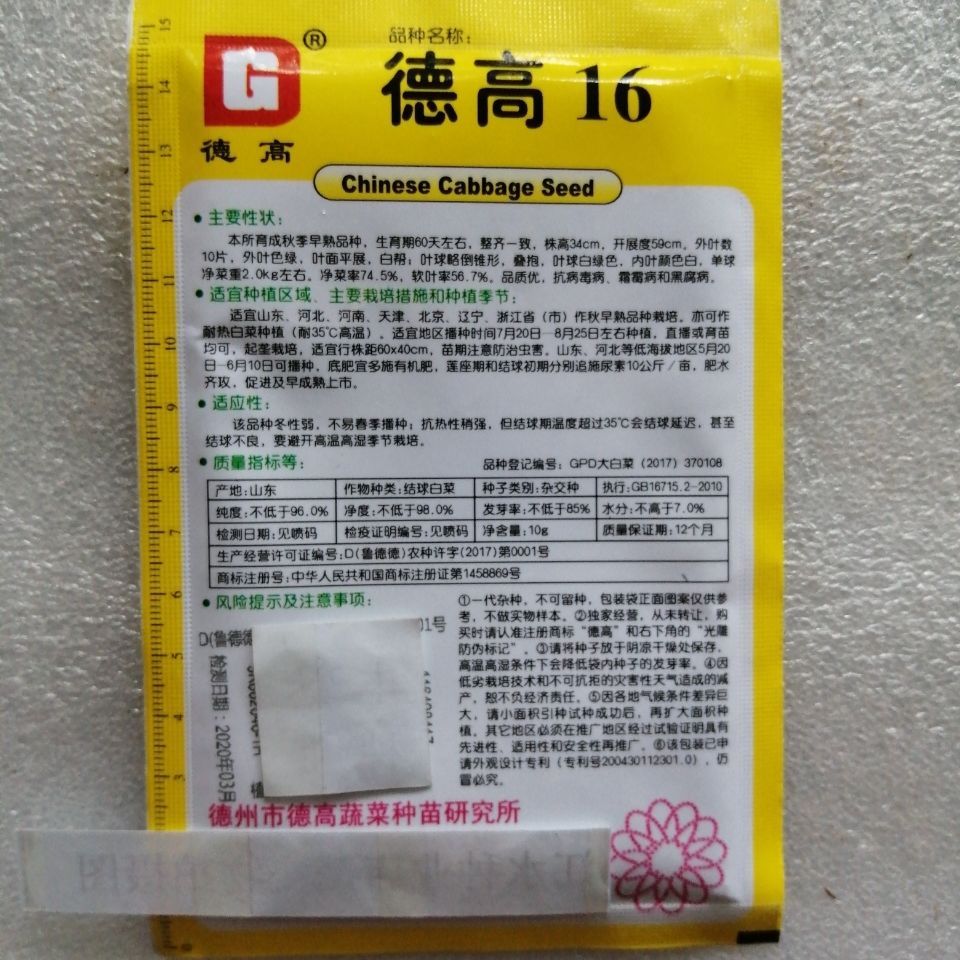 品种名称：
德高 16
G
®
德高
Chinese Cabbage Seed
• 主要性状：
本所育成秋季早熟品种，生育期60天左右，整齐一致，株高34cm，开展度59cm，外叶数
10片，外叶色绿，叶面平展，白帮；叶球略倒锥形，叠抱，叶球白绿色，内叶颜色白，单球
净菜重2.0kg左右，净菜率74.5%，软叶率56.7%。品质优，抗病毒病、霜霉病和黑腐病。
• 适宜种植区域、主要栽培措施和种植季节：
适宜山东、河北、河南、天津、北京、辽宁、浙江省（市）作秋早熟品种栽培。亦可作
耐热白菜种植（耐35℃高温）。适宜地区播种时间7月20日—8月25日左右种植，直播或育苗
均可，起垄栽培，适宜行株距60x40cm，苗期注意防治虫害。山东、河北等低海拔地区5月20
日—6月10日可播种，底肥宜多施有机肥，莲座期和结球初期分别追施尿素10公斤／亩，肥水
齐攻，促进及早成熟上市。
• 适应性：
该品种冬性弱，不易春季播种；抗热性稍强，但结球期温度超过35℃会结球延迟，甚至
结球不良，要避开高温高湿季节栽培。
• 质量指标等：
品种登记编号：GPD大白菜（2017）370108
产地：山东 作物种类：结球白菜 种子类别：杂交种 执行：GB16715.2-2010
纯度：不低于96.0% 净度：不低于98.0% 发芽率：不低于85% 水分：不高于7.0%
检测日期：见喷码 检疫证明编号：见喷码 净含量：10g 质量保证期：12个月
生产经营许可证编号：D(鲁德德)农种许字(2017)第0001号
商标注册号：中华人民共和国商标注册证第1458869号
• 风险提示及注意事项：
①一代杂种，不可留种，包装袋正面图案仅供参
考，不做实物样本。②独家经营，从未转让，购
买时请认准注册商标“德高”和右下角的“光雕
防伪标记”。③请将种子放于阴凉干燥处保存，
高温高湿条件下会降低袋内种子的发芽率。④因
低劣栽培技术和不可抗拒的灾害性天气造成的减
产，恕不负经济责任。⑤因各地气候条件差异巨
大，请小面积引种试种成功后，再扩大面积种
植。其它地区必须在推广地区经过试验证明具有
先进性、适用性和安全性再推广。⑥该包装已申
请外观设计专利（专利号200430112301.0），仿
冒必究。
D(鲁德德
01号
检测日期：2020年03月
植
德州市德高蔬菜种苗研究所
15
14
13
12
11
10
9
8
7
6
5
4
3